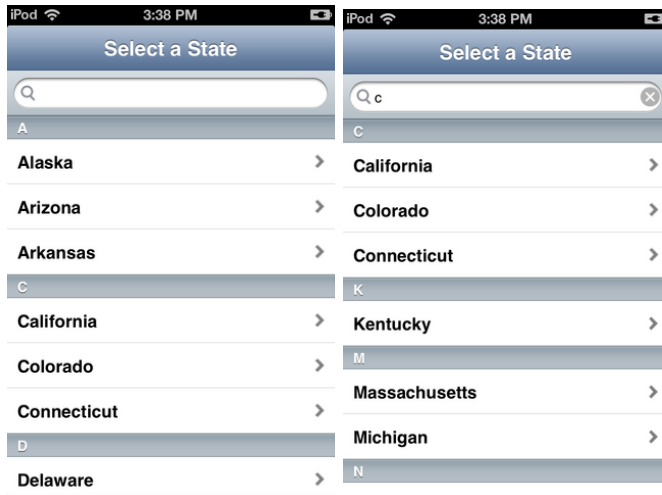 iPod 3:38 PM
Select a State
A
Alaska
Arizona
Arkansas
C
California
Colorado
Connecticut
D
Delaware
iPod 3:38 PM
Select a State
c
C
California
Colorado
Connecticut
K
Kentucky
M
Massachusetts
Michigan
N